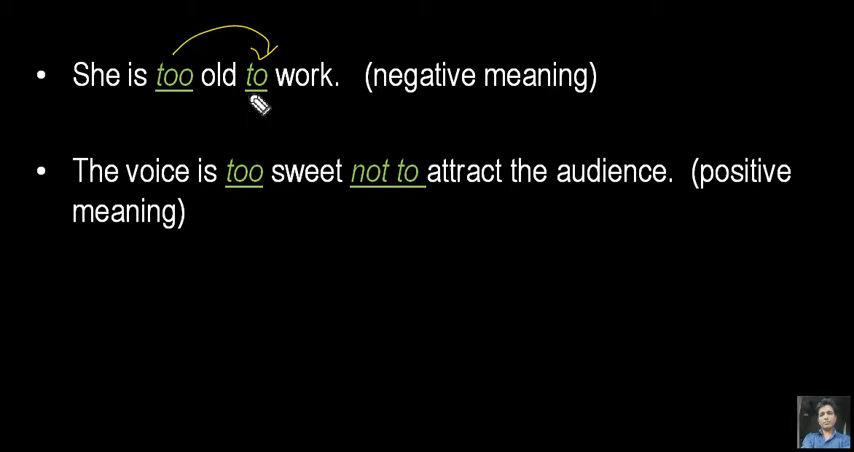 • She is too old to work. (negative meaning)
• The voice is too sweet not to attract the audience. (positive
meaning)